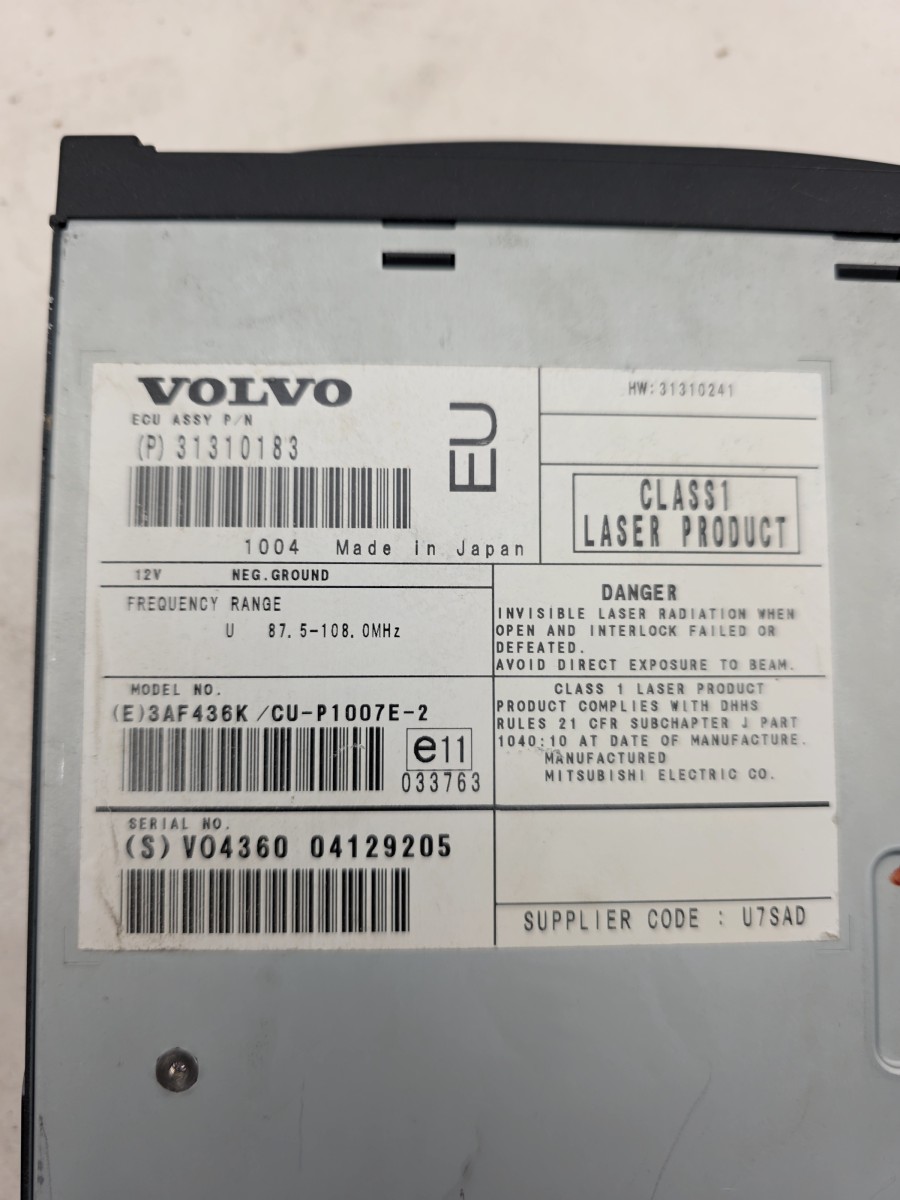 VOLVO
ECU ASSY P/N
(P) 31310183
EU
1004 Made in Japan
HW:31310241
CLASS1
LASER PRODUCT
12V NEG.GROUND
FREQUENCY RANGE
U 87.5-108.0MHz
DANGER
INVISIBLE LASER RADIATION WHEN
OPEN AND INTERLOCK FAILED OR
DEFEATED.
AVOID DIRECT EXPOSURE TO BEAM.
MODEL NO.
(E)3AF436K/CU-P1007E-2
e11
033763
CLASS 1 LASER PRODUCT
PRODUCT COMPLIES WITH DHHS
RULES 21 CFR SUBCHAPTER J PART
1040:10 AT DATE OF MANUFACTURE.
MANUFACTURED
MITSUBISHI ELECTRIC CO.
SERIAL NO.
(S) VO4360 04129205
SUPPLIER CODE : U7SAD